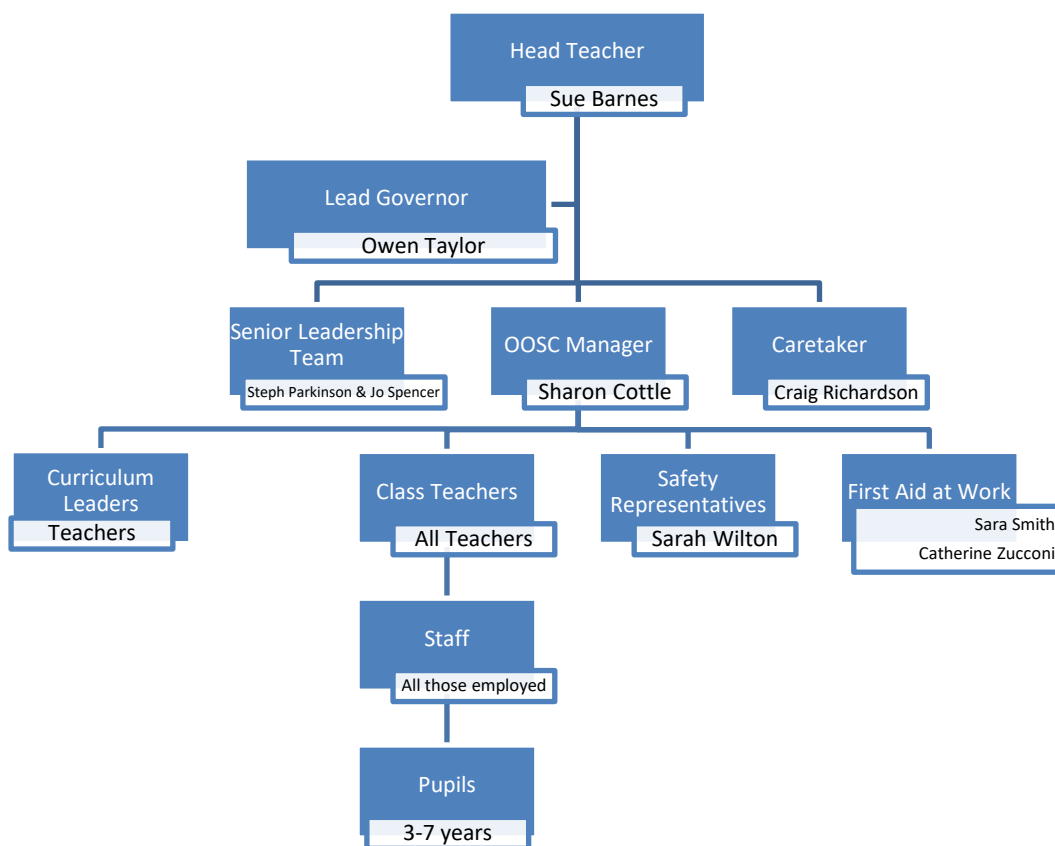 Head Teacher
Sue Barnes
Lead Governor
Owen Taylor
Senior Leadership
Team
Steph Parkinson & Jo Spencer
OOSC Manager
Sharon Cottle
Caretaker
Craig Richardson
Curriculum
Leaders
Teachers
Class Teachers
All Teachers
Safety
Representatives
Sarah Wilton
First Aid at Work
Sara Smith
Catherine Zucconi
Staff
All those employed
Pupils
3-7 years